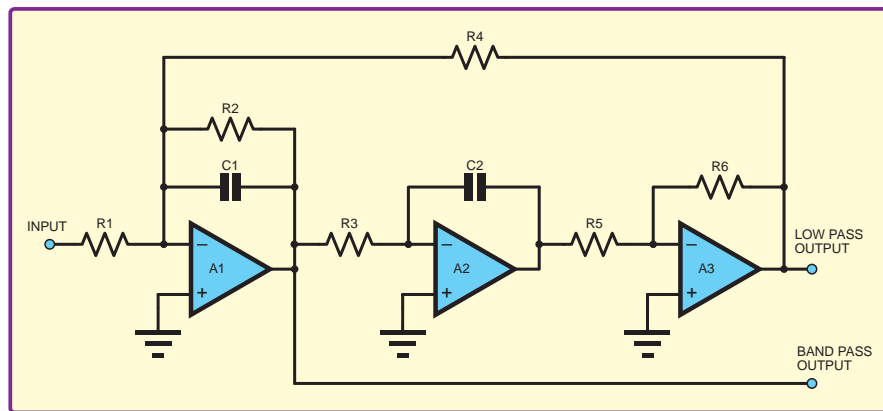 R4
R2
C1
C2
R6
INPUT
R1
R3
R5
LOW PASS
OUTPUT
−
A1
+
−
A2
+
−
A3
+
BAND PASS
OUTPUT